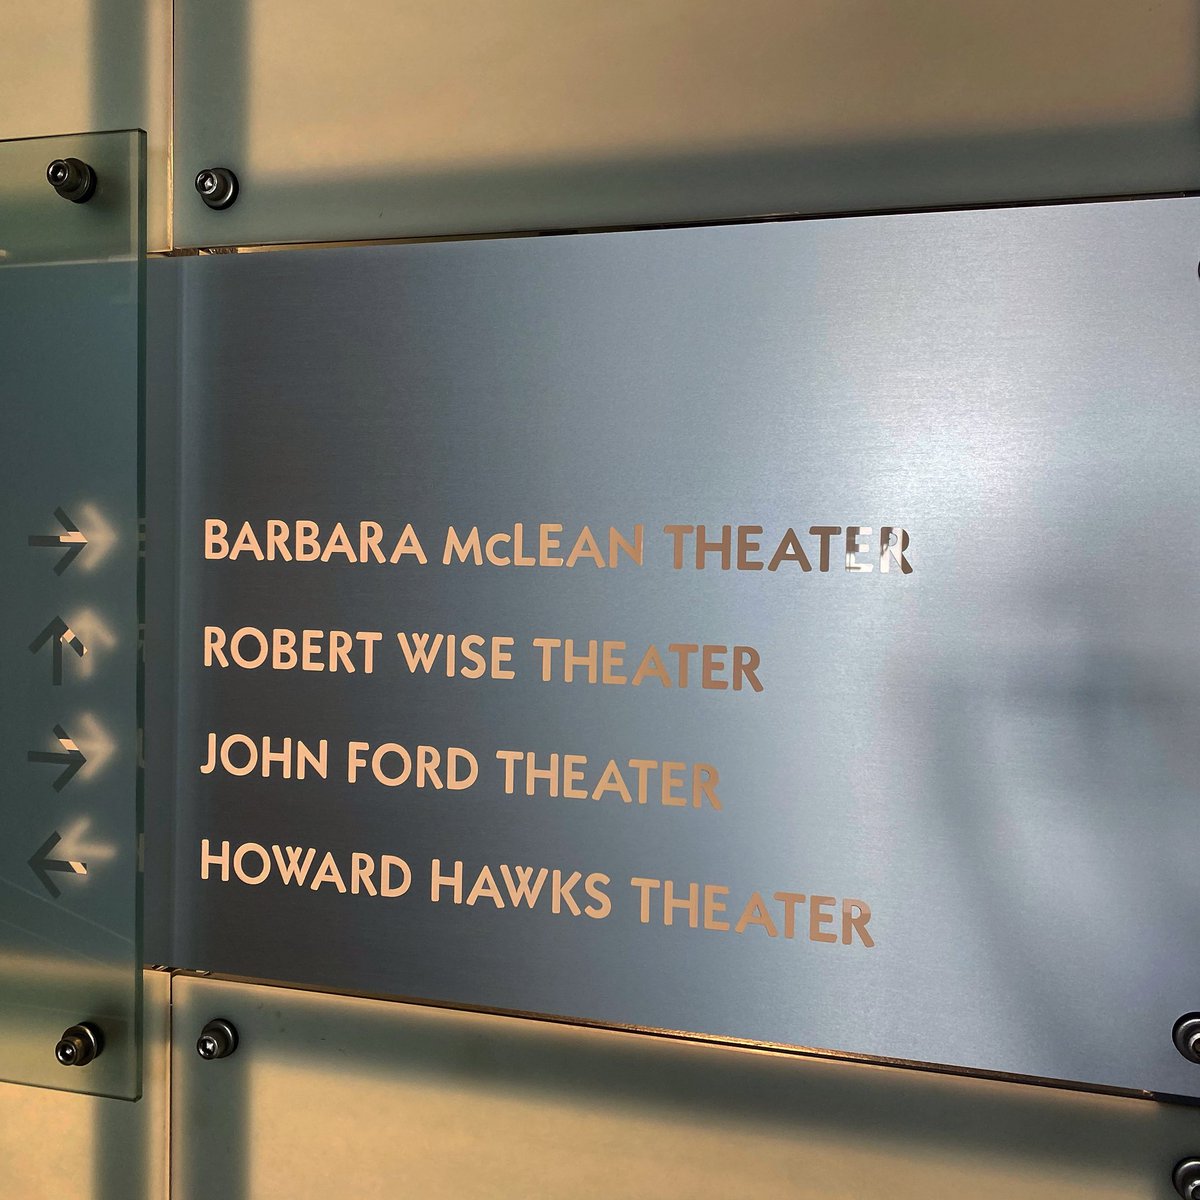 BARBARA McLEAN THEATER
ROBERT WISE THEATER
JOHN FORD THEATER
HOWARD HAWKS THEATER